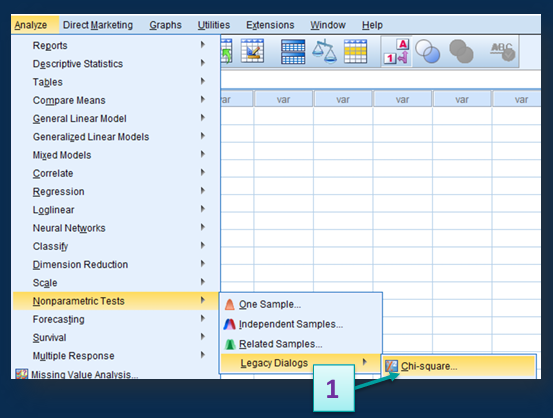 Analyze Direct Marketing Graphs Utilities Extensions Window Help
Reports
Descriptive Statistics
Tables
Compare Means
General Linear Model
Generalized Linear Models
Mixed Models
Correlate
Regression
Loglinear
Neural Networks
Classify
Dimension Reduction
Scale
Nonparametric Tests
Forecasting
Survival
Multiple Response
Missing Value Analysis...
A
1
ABC
var var var var var var
One Sample...
Independent Samples...
Related Samples...
Legacy Dialogs
Chi-square...
1